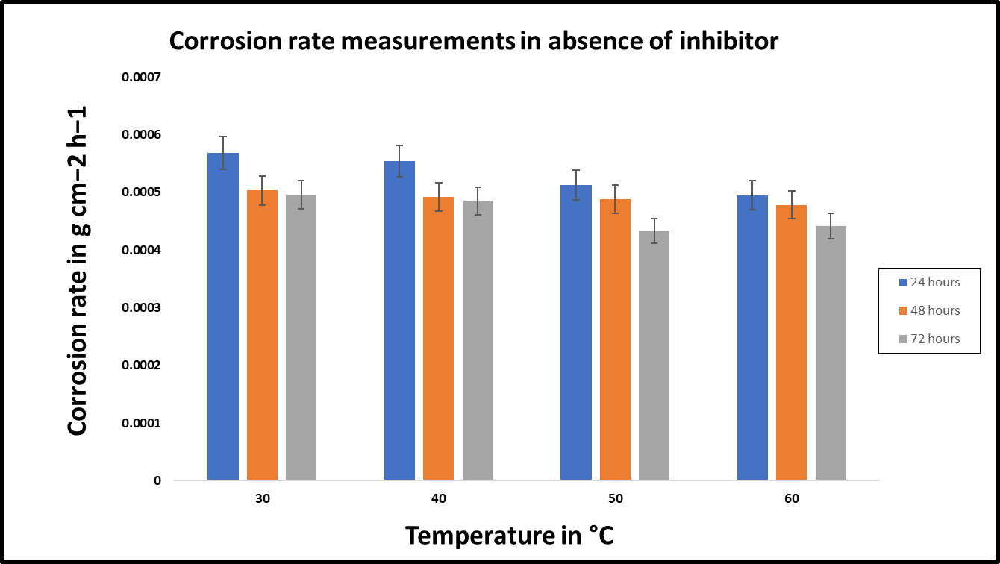 Corrosion rate measurements in absence of inhibitor
Corrosion rate in g cm−2 h−1
0.0007
0.0006
0.0005
0.0004
0.0003
0.0002
0.0001
0
30 40 50 60
Temperature in °C
24 hours
48 hours
72 hours